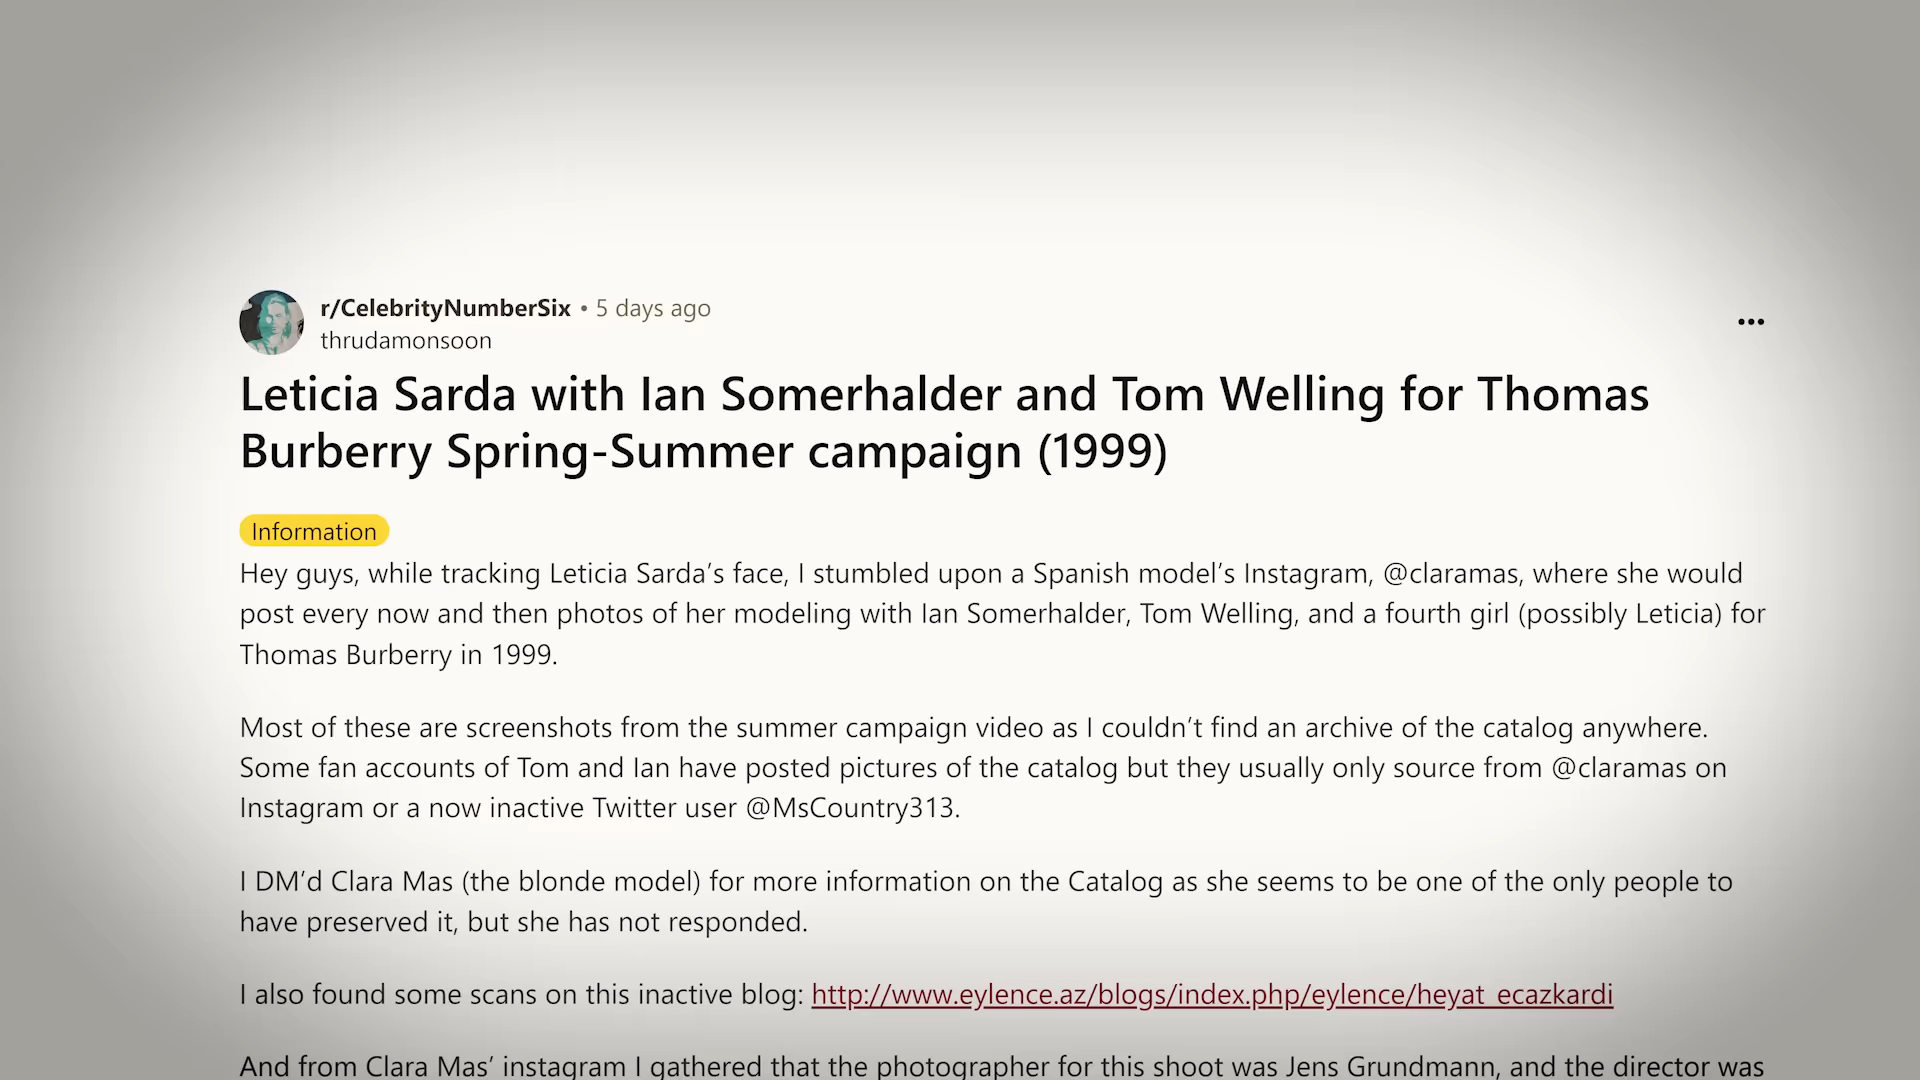 r/CelebrityNumberSix • 5 days ago
thrudamonsoon
Leticia Sarda with Ian Somerhalder and Tom Welling for Thomas
Burberry Spring-Summer campaign (1999)
Information
Hey guys, while tracking Leticia Sarda’s face, I stumbled upon a Spanish model’s Instagram, @claramas, where she would
post every now and then photos of her modeling with Ian Somerhalder, Tom Welling, and a fourth girl (possibly Leticia) for
Thomas Burberry in 1999.
Most of these are screenshots from the summer campaign video as I couldn’t find an archive of the catalog anywhere.
Some fan accounts of Tom and Ian have posted pictures of the catalog but they usually only source from @claramas on
Instagram or a now inactive Twitter user @MsCountry313.
I DM’d Clara Mas (the blonde model) for more information on the Catalog as she seems to be one of the only people to
have preserved it, but she has not responded.
I also found some scans on this inactive blog: http://www.eylence.az/blogs/index.php/eylence/heyat_ecazkardi
And from Clara Mas’ instagram I gathered that the photographer for this shoot was Jens Grundmann, and the director was